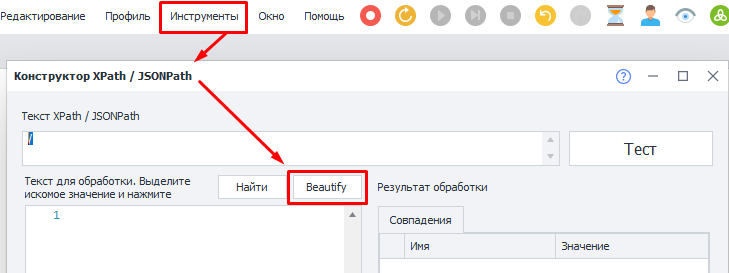 Редактирование Профиль Инструменты Окно Помощь
Конструктор XPath / JSONPath
Текст XPath / JSONPath
/
Тест
Текст для обработки. Выделите
искомое значение и нажмите
Найти
Beautify
Результат обработки
1
Совпадения
Имя Значение